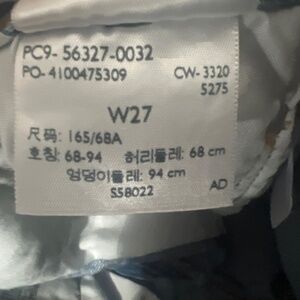 PC9- 56327-0032
PO- 4100475309 CW- 3320
5275
W27
尺码: 165/68A
호칭: 68-94 허리둘레: 68 cm
엉덩이둘레: 94 cm
S58022 AD